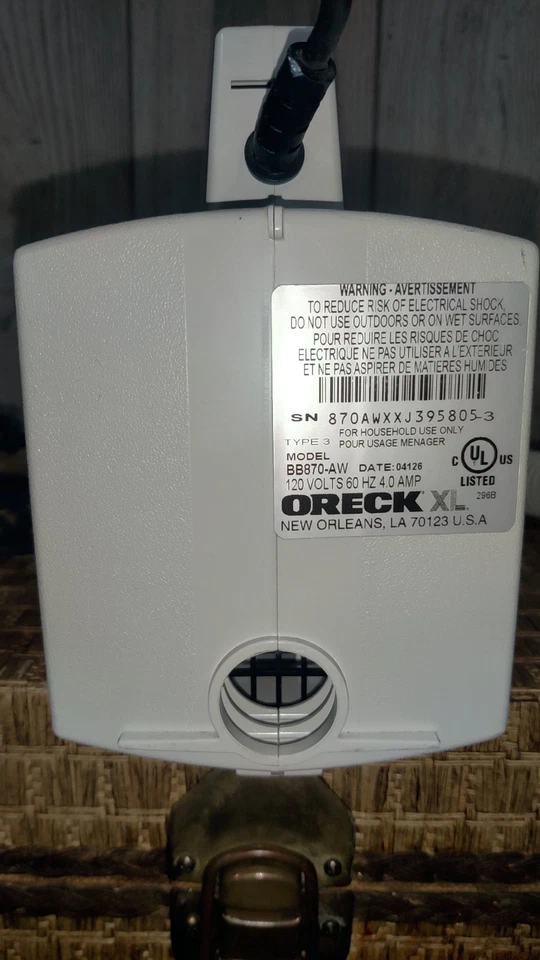 WARNING - AVERTISSEMENT
TO REDUCE RISK OF ELECTRICAL SHOCK,
DO NOT USE OUTDOORS OR ON WET SURFACES.
POUR REDUIRE LES RISQUES DE CHOC
ELECTRIQUE NE PAS UTILISER A L'EXTERIEUR
ET NE PAS ASPIRER DE MATIERES HUMIDES
SN 870AWXXJ395805-3
FOR HOUSEHOLD USE ONLY
TYPE 3 POUR USAGE MENAGER
MODEL
BB870-AW DATE: 04126
120 VOLTS 60 HZ 4.0 AMP
C UL US
LISTED
296B
ORECK XL
NEW ORLEANS, LA 70123 U.S.A